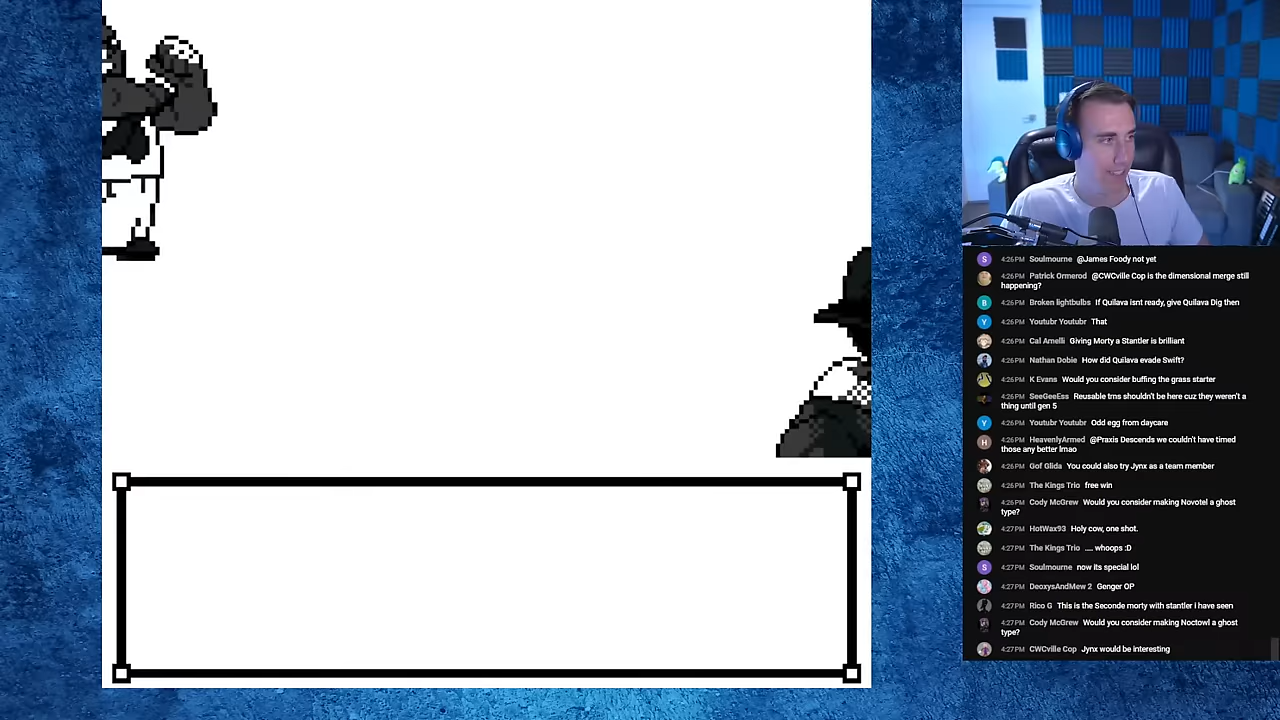 4:26PM Soulmourne @James Foody not yet
4:26PM Patrick Ormerod @CWCville Cop is the dimensional merge still
happening?
4:26PM Broken lightbulbs If Quilava isnt ready, give Quilava Dig then
4:26PM Youtubr Youtubr That
4:26PM Cal Amelli Giving Morty a Stantler is brilliant
4:26PM Nathan Dobie How did Quilava evade Swift?
4:26PM K Evans Would you consider buffing the grass starter
4:26PM SeeGeeEss Reusable tms shouldn't be here cuz they weren't a
thing until gen 5
4:26PM Youtubr Youtubr Odd egg from daycare
4:26PM HeavenlyArmed @Praxis Descends we couldn't have timed
those any better lmao
4:26PM Gof Glida You could also try Jynx as a team member
4:26PM The Kings Trio free win
4:26PM Cody McGrew Would you consider making Novotel a ghost
type?
4:27PM HotWax93 Holy cow, one shot.
4:27PM The Kings Trio .... whoops :D
4:27PM Soulmourne now its special lol
4:27PM DeoxysAndMew 2 Genger OP
4:27PM Rico G This is the Seconde morty with stantler i have seen
4:27PM Cody McGrew Would you consider making Noctowl a ghost
type?
4:27PM CWCville Cop Jynx would be interesting